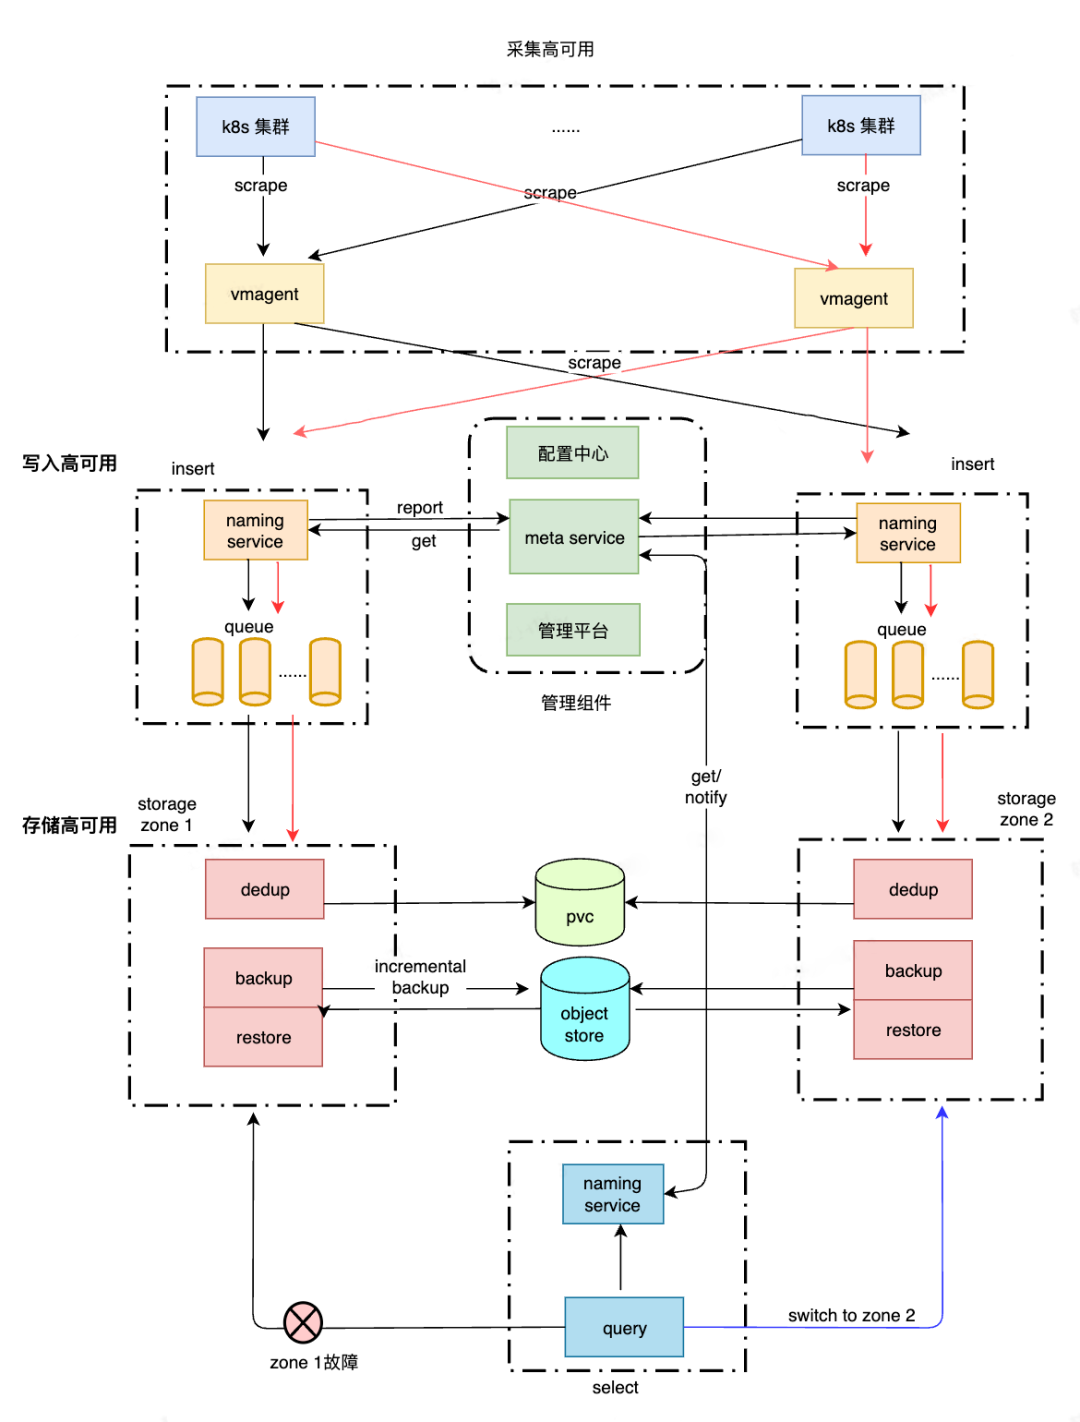 采集高可用
k8s 集群
......
k8s 集群
scrape
scrape
scrape
vmagent
vmagent
scrape
写入高可用
insert
insert
配置中心
naming
service
report
get
meta service
naming
service
queue
queue
......
......
管理平台
管理组件
get/
notify
存储高可用
storage
zone 1
storage
zone 2
dedup
pvc
dedup
backup
incremental
backup
backup
restore
object
store
restore
naming
service
query
switch to zone 2
zone 1故障
select